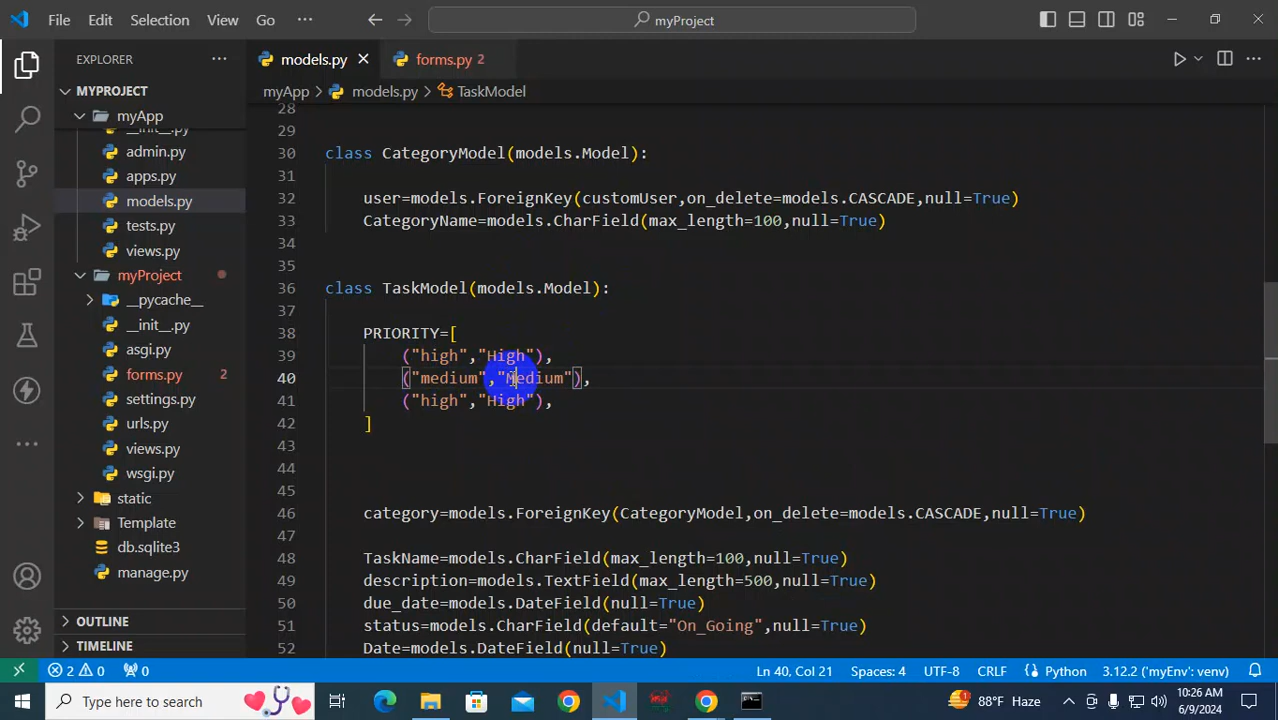 File Edit Selection View Go ··· myProject
EXPLORER ···
models.py
forms.py 2
MYPROJECT
myApp > models.py > TaskModel
myApp
__init__.py
admin.py
apps.py
models.py
tests.py
views.py
myProject
__pycache__
__init__.py
asgi.py
forms.py 2
settings.py
urls.py
views.py
wsgi.py
static
Template
db.sqlite3
manage.py
OUTLINE
TIMELINE
28
29
30 class CategoryModel(models.Model):
31
32 user=models.ForeignKey(customUser,on_delete=models.CASCADE,null=True)
33 CategoryName=models.CharField(max_length=100,null=True)
34
35
36 class TaskModel(models.Model):
37
38 PRIORITY=[
39 ("high","High"),
40 ("medium","Medium"),
41 ("high","High"),
42 ]
43
44
45
46 category=models.ForeignKey(CategoryModel,on_delete=models.CASCADE,null=True)
47
48 TaskName=models.CharField(max_length=100,null=True)
49 description=models.TextField(max_length=500,null=True)
50 due_date=models.DateField(null=True)
51 status=models.CharField(default="On_Going",null=True)
52 Date=models.DateField(null=True)
2 0 0 Ln 40, Col 21 Spaces: 4 UTF-8 CRLF Python 3.12.2 ('myEnv': venv)
Type here to search 1 88°F Haze 10:26 AM
6/9/2024